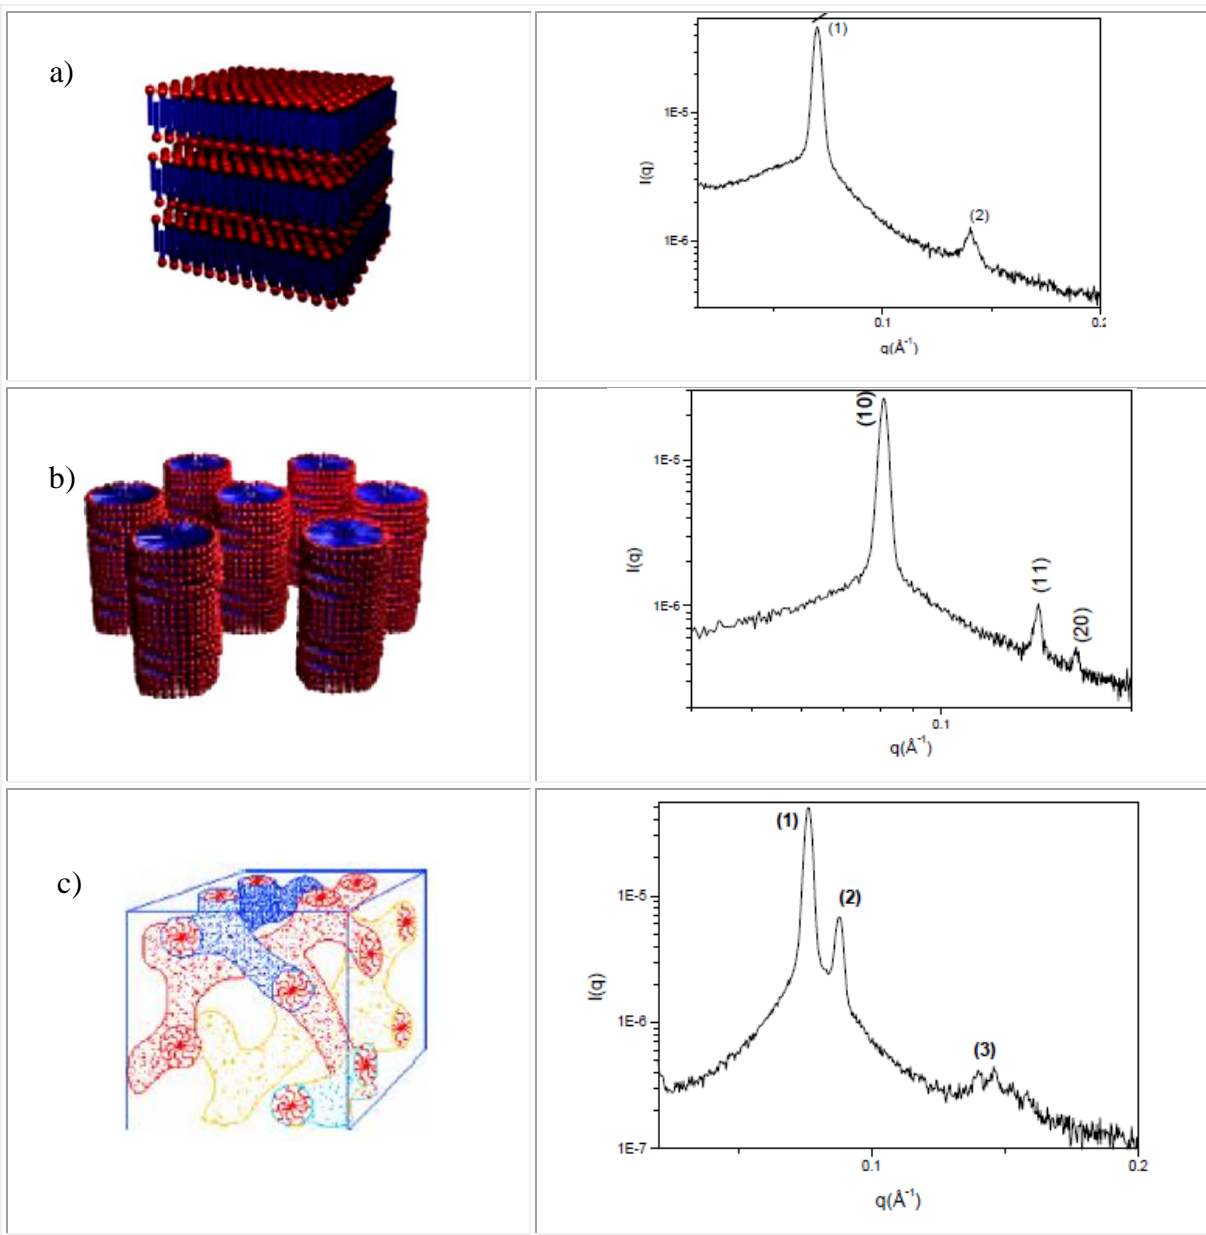 a)
(1)
1E-5
(2)
1E-6
I(q)
0.1
q(Å⁻¹)
b)
(10)
1E-5
(11)
(20)
1E-6
I(q)
0.1
q(Å⁻¹)
c)
(1)
(2)
1E-5
(3)
1E-6
1E-7
I(q)
0.1
0.2
q(Å⁻¹)